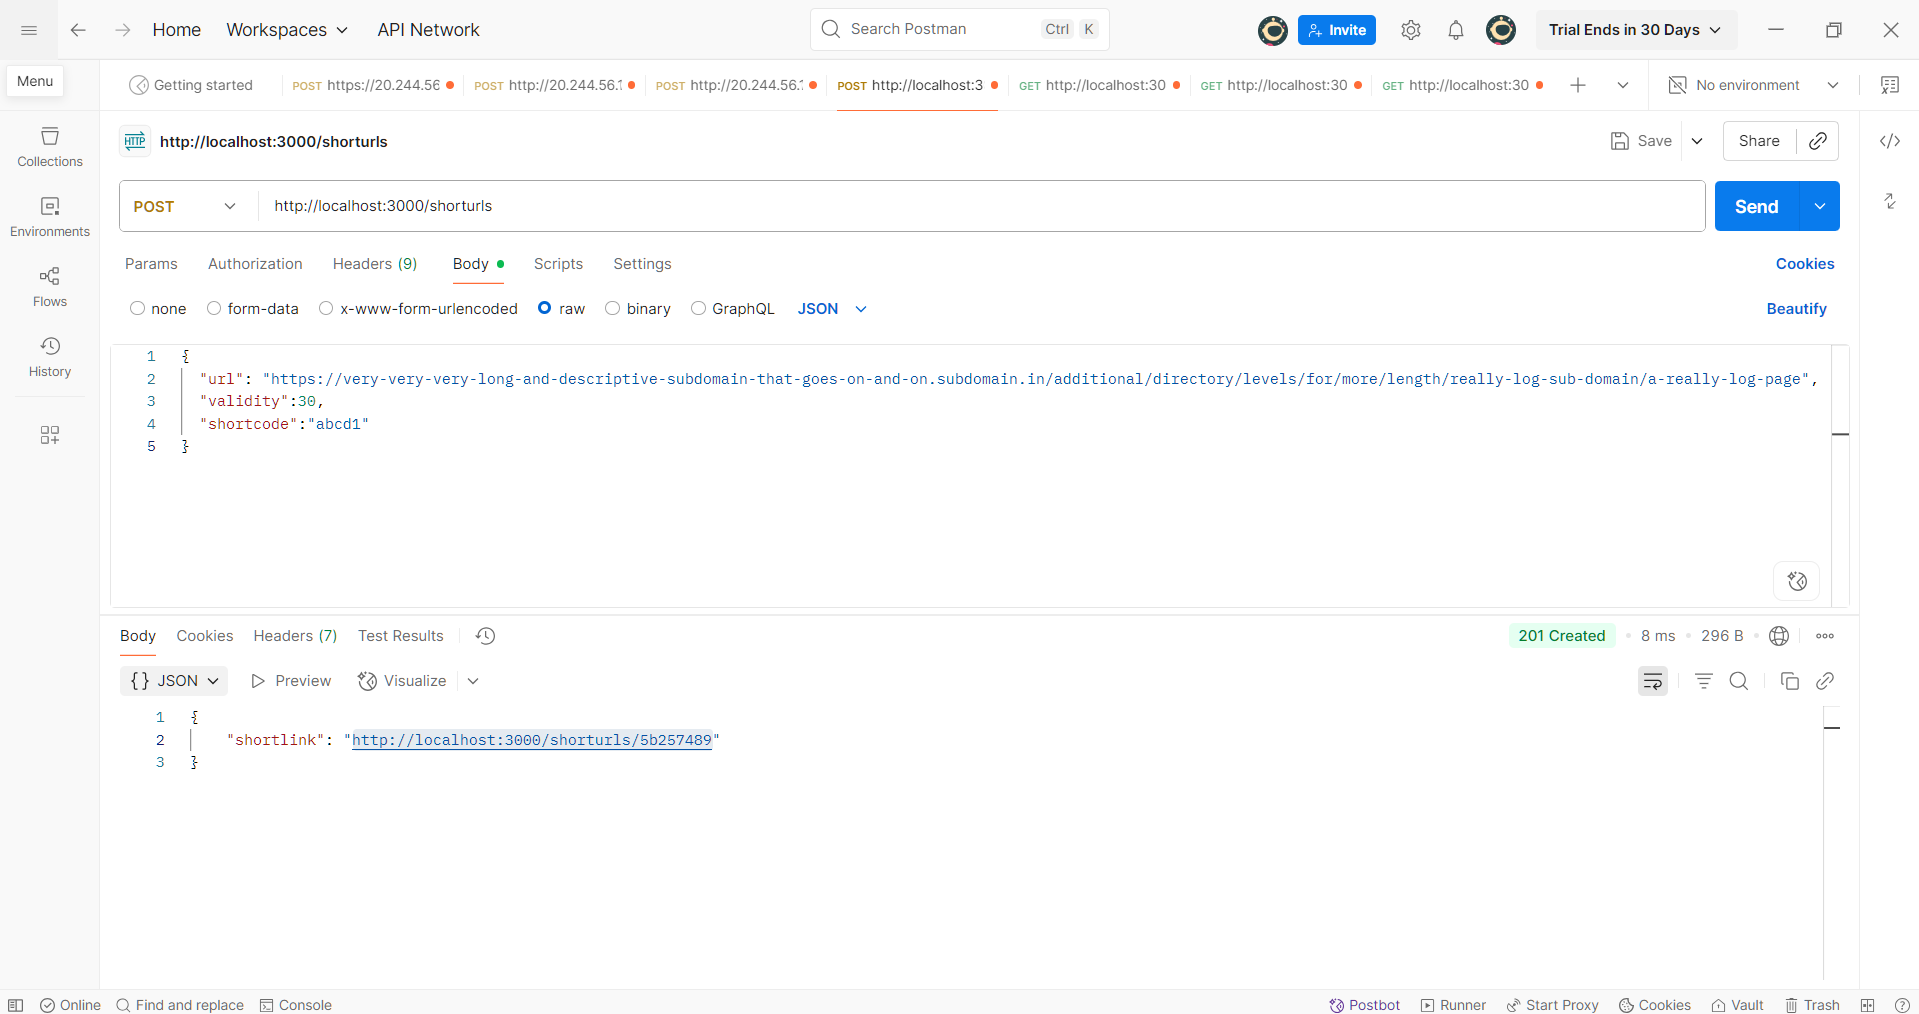 Home
Workspaces
API Network
Search Postman
Ctrl
K
Invite
Trial Ends in 30 Days
Menu
Getting started
POST https://20.244.56
POST http://20.244.56.1
POST http://20.244.56.1
POST http://localhost:3
GET http://localhost:30
GET http://localhost:30
GET http://localhost:30
No environment
Collections
Environments
Flows
History
HTTP
http://localhost:3000/shorturls
Save
Share
POST
http://localhost:3000/shorturls
Send
Params
Authorization
Headers (9)
Body
Scripts
Settings
Cookies
none
form-data
x-www-form-urlencoded
raw
binary
GraphQL
JSON
Beautify
1 {
2 "url": "https://very-very-very-long-and-descriptive-subdomain-that-goes-on-and-on.subdomain.in/additional/directory/levels/for/more/length/really-log-sub-domain/a-really-log-page",
3 "validity":30,
4 "shortcode":"abcd1"
5 }
Body
Cookies
Headers (7)
Test Results
201 Created
8 ms
296 B
{} JSON
Preview
Visualize
1 {
2 "shortlink": "http://localhost:3000/shorturls/5b257489"
3 }
Online
Find and replace
Console
Postbot
Runner
Start Proxy
Cookies
Vault
Trash